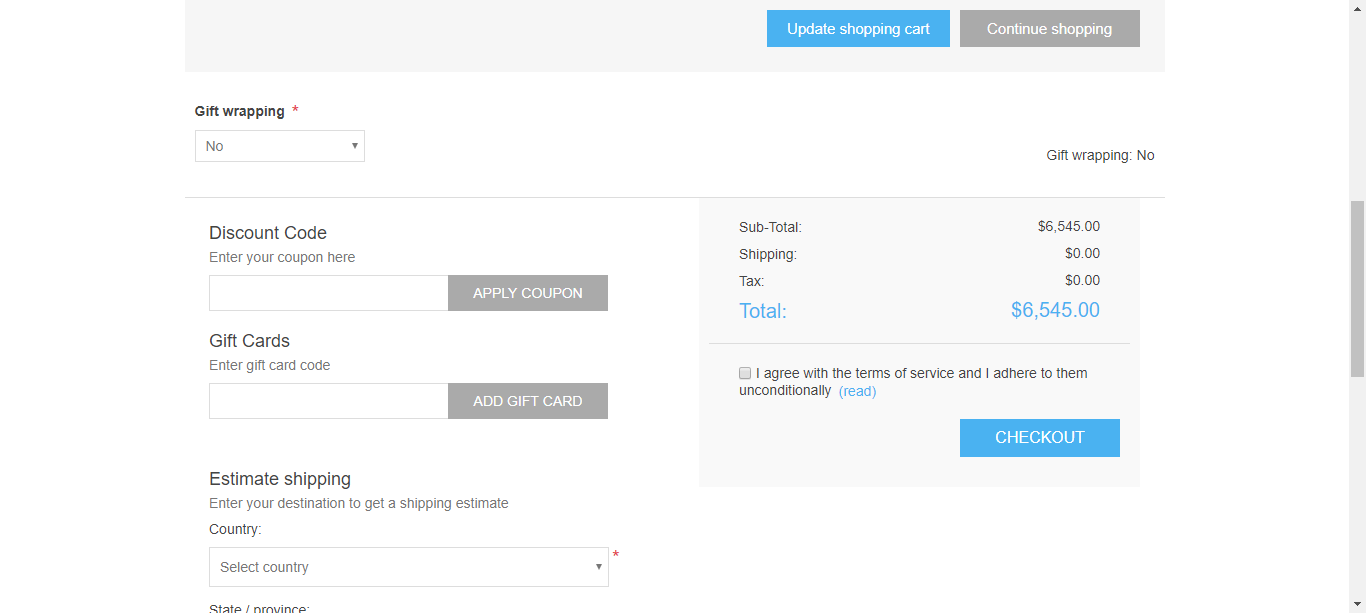 Update shopping cart
Continue shopping
Gift wrapping *
No
Gift wrapping: No
Discount Code
Enter your coupon here
APPLY COUPON
Gift Cards
Enter gift card code
ADD GIFT CARD
Estimate shipping
Enter your destination to get a shipping estimate
Country:
Select country
*
State / province:
Sub-Total: $6,545.00
Shipping: $0.00
Tax: $0.00
Total: $6,545.00
I agree with the terms of service and I adhere to them
unconditionally (read)
CHECKOUT